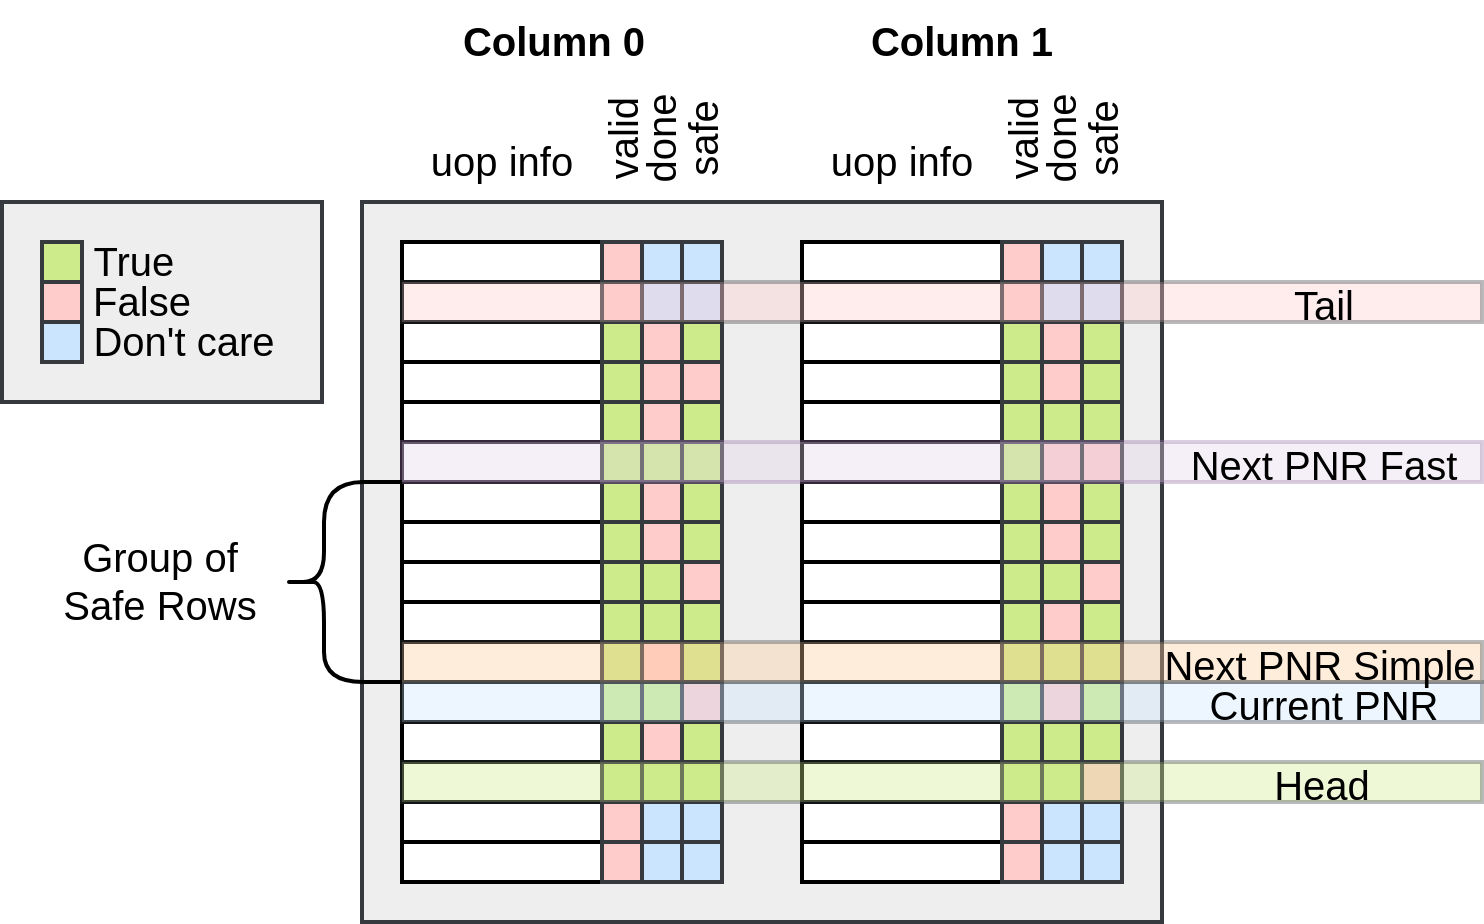 Column 0
Column 1
uop info
valid
done
safe
uop info
valid
done
safe
True
False
Don't care
Tail
Next PNR Fast
Group of
Safe Rows
Next PNR Simple
Current PNR
Head